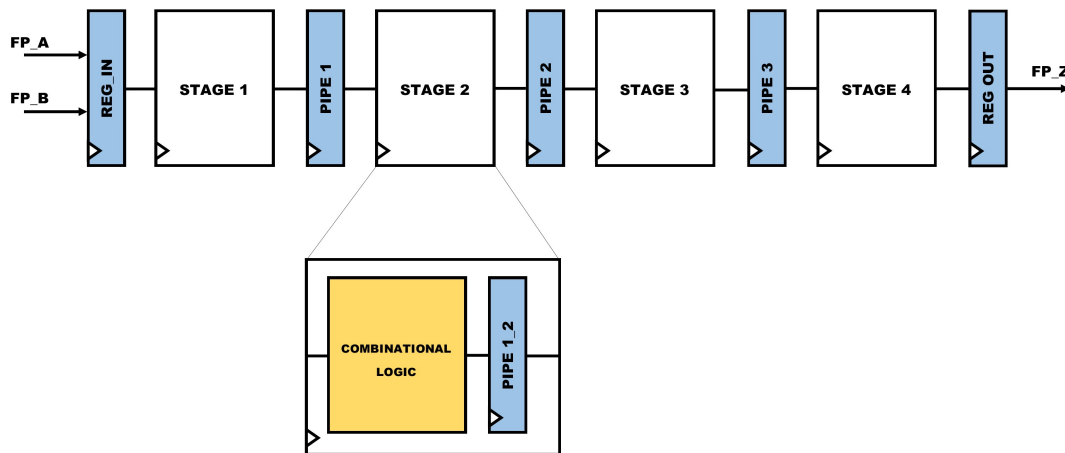 FP_A
FP_B
REG_IN
STAGE 1
PIPE 1
STAGE 2
PIPE 2
STAGE 3
PIPE 3
STAGE 4
REG OUT
FP_Z
COMBINATIONAL
LOGIC
PIPE 1_2